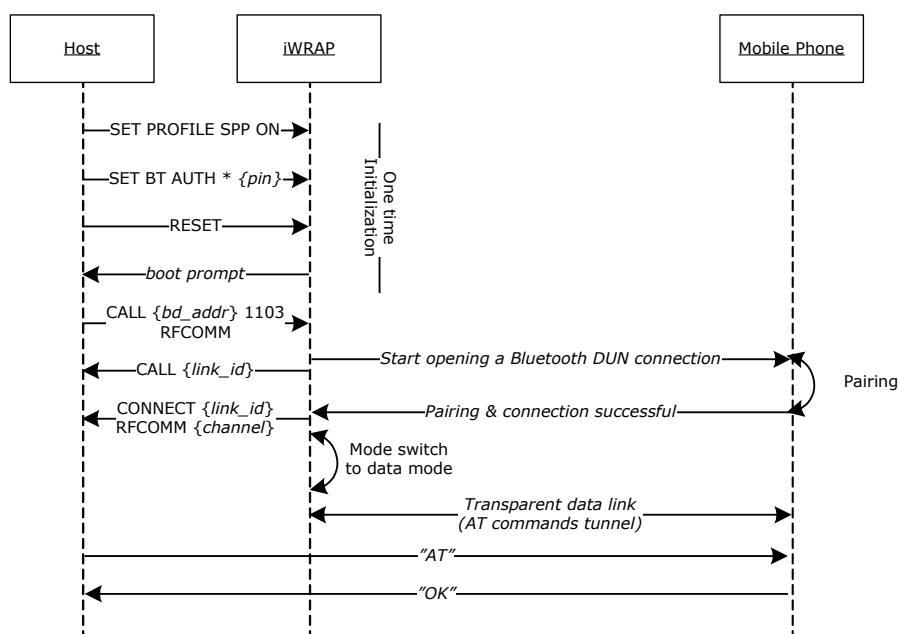 Host
iWRAP
Mobile Phone
SET PROFILE SPP ON
SET BT AUTH * {pin}
RESET
One time
Initialization
boot prompt
CALL {bd_addr} 1103
RFCOMM
Start opening a Bluetooth DUN connection
CALL {link_id}
Pairing
CONNECT {link_id}
RFCOMM {channel}
Pairing & connection successful
Mode switch
to data mode
Transparent data link
(AT commands tunnel)
”AT”
”OK”